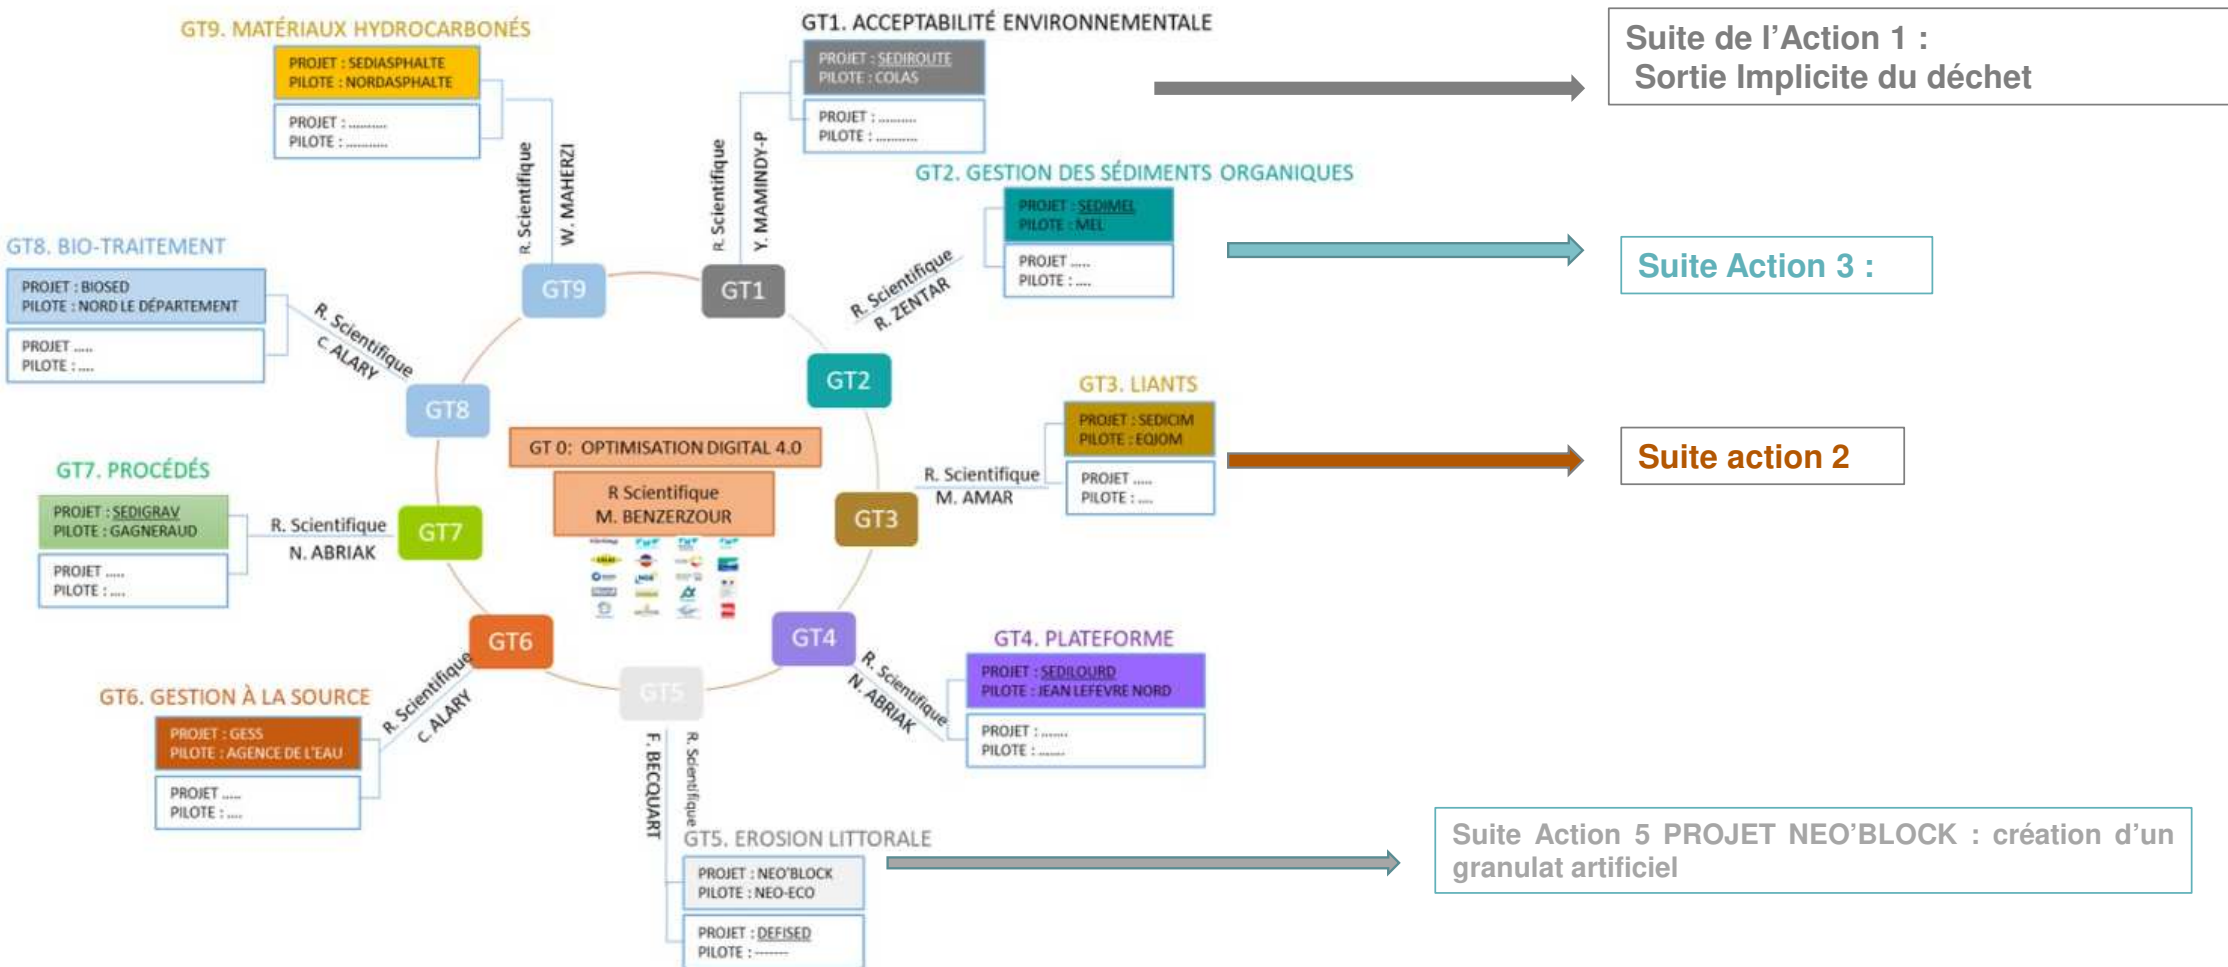 GT9. MATÉRIAUX HYDROCARBONÉS
PROJET : SEDIASPHALTE
PILOTE : NORDASPHALTE
PROJET : ..........
PILOTE : ...........
R. Scientifique
W. MAHERZI
GT1. ACCEPTABILITÉ ENVIRONNEMENTALE
PROJET : SEDIROUTE
PILOTE : COLAS
PROJET : ..........
PILOTE : ...........
R. Scientifique
Y. MAMINDY-P
Suite de l'Action 1 :
Sortie Implicite du déchet
GT2. GESTION DES SÉDIMENTS ORGANIQUES
PROJET : SEDIMEL
PILOTE : MEL
PROJET .....
PILOTE : ....
R. Scientifique
R. ZENTAR
Suite Action 3 :
GT8. BIO-TRAITEMENT
PROJET : BIOSED
PILOTE : NORD LE DÉPARTEMENT
PROJET .....
PILOTE : ....
R. Scientifique
C. ALARY
GT9
GT1
GT2
GT8
GT3. LIANTS
PROJET : SEDICIM
PILOTE : EQIOM
PROJET .....
PILOTE : ....
R. Scientifique
M. AMAR
Suite action 2
GT 0: OPTIMISATION DIGITAL 4.0
R Scientifique
M. BENZERZOUR
GT7. PROCÉDÉS
PROJET : SEDIGRAV
PILOTE : GAGNERAUD
PROJET .....
PILOTE : ....
R. Scientifique
N. ABRIAK
GT7
GT3
GT6
GT4
GT5
GT4. PLATEFORME
PROJET : SEDILOURD
PILOTE : JEAN LEFEVRE NORD
PROJET : .......
PILOTE : .......
R. Scientifique
N. ABRIAK
GT6. GESTION À LA SOURCE
PROJET : GESS
PILOTE : AGENCE DE L'EAU
PROJET .....
PILOTE : ....
R. Scientifique
C. ALARY
R. Scientifique
F. BECQUART
GT5. EROSION LITTORALE
PROJET : NEO'BLOCK
PILOTE : NEO-ECO
PROJET : DEFISED
PILOTE : -------
Suite Action 5 PROJET NEO'BLOCK : création d'un
granulat artificiel